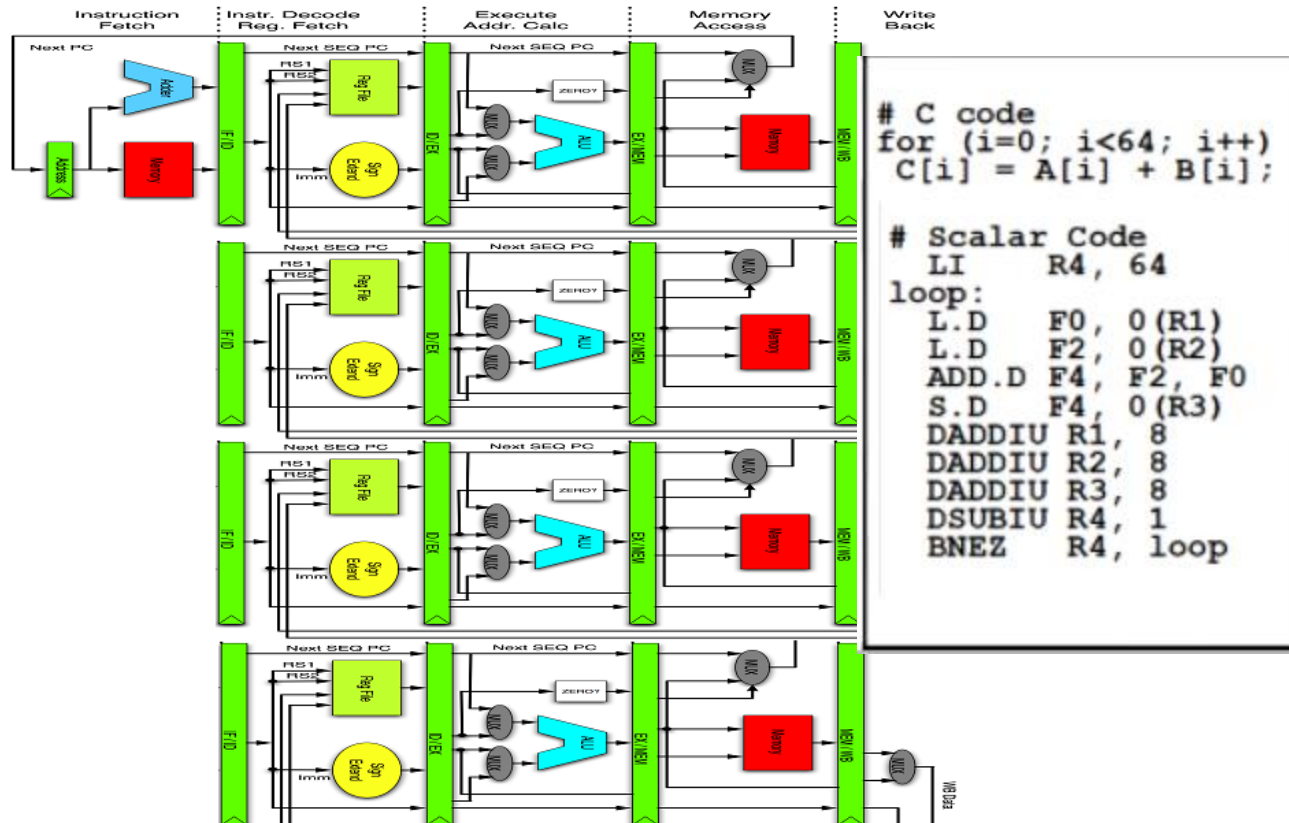 Instruction Fetch
Instr. Decode Reg. Fetch
Execute Addr. Calc
Memory Access
Write Back
Next PC
Next SEQ PC
Next SEQ PC
RS1
RS2
Reg File
MUX
ZERO?
MUX
Adder
IF/ID
ID/EX
EX/MEM
MEM/WB
Address
Memory
Imm
Sign Extend
MUX
ALU
Memory
Next SEQ PC
Next SEQ PC
RS1
RS2
Reg File
MUX
ZERO?
MUX
IF/ID
ID/EX
EX/MEM
MEM/WB
Imm
Sign Extend
MUX
ALU
Memory
Next SEQ PC
Next SEQ PC
RS1
RS2
Reg File
MUX
ZERO?
MUX
IF/ID
ID/EX
EX/MEM
MEM/WB
Imm
Sign Extend
MUX
ALU
Memory
Next SEQ PC
Next SEQ PC
RS1
RS2
Reg File
MUX
ZERO?
MUX
IF/ID
ID/EX
EX/MEM
MEM/WB
Imm
Sign Extend
MUX
ALU
Memory
MUX
WB Data
# C code
for (i=0; i<64; i++)
C[i] = A[i] + B[i];
# Scalar Code
LI R4, 64
loop:
L.D F0, 0(R1)
L.D F2, 0(R2)
ADD.D F4, F2, F0
S.D F4, 0(R3)
DADDIU R1, 8
DADDIU R2, 8
DADDIU R3, 8
DSUBIU R4, 1
BNEZ R4, loop